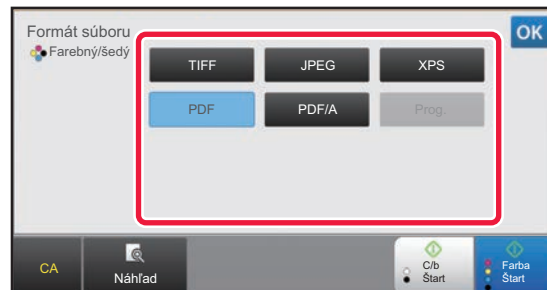 Formát súboru
OK
Farebný/šedý
TIFF
JPEG
XPS
PDF
PDF/A
Prog.
CA
Náhľad
C/b
Štart
Farba
Štart